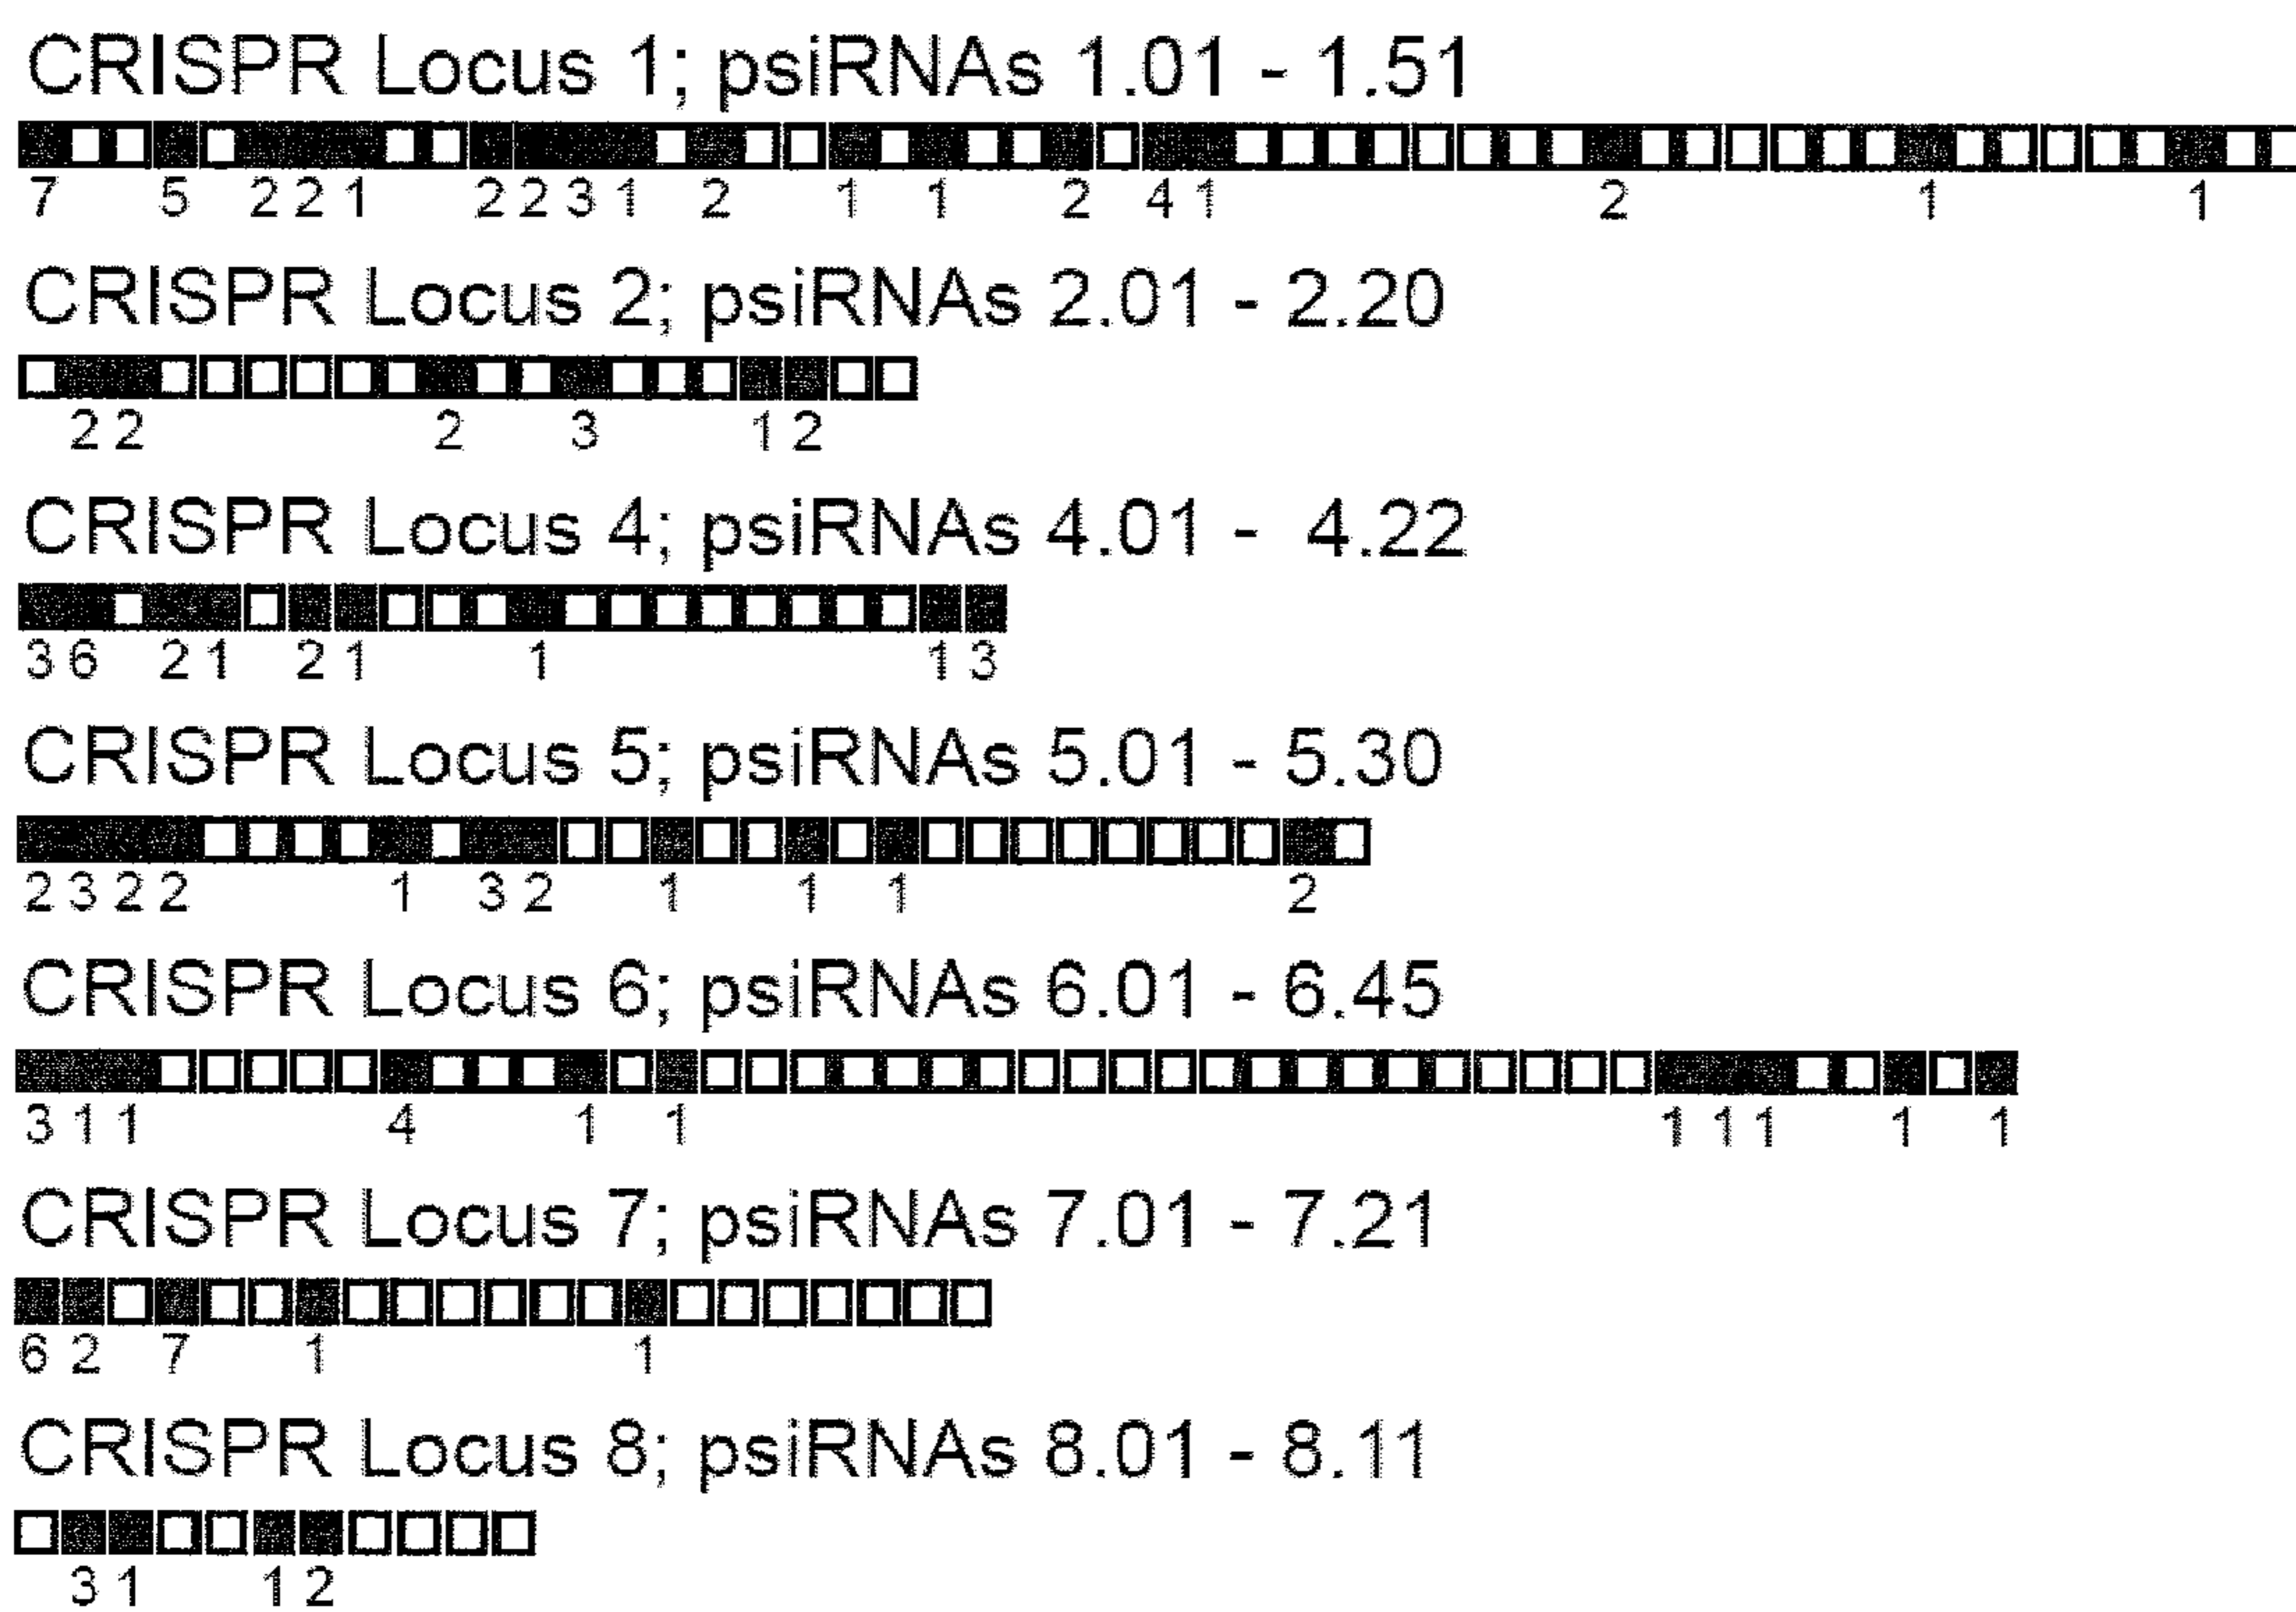 CRISPR Locus 1; psiRNAs 1.01 - 1.51
7 5 2 2 1 2 2 3 1 2 1 1 2 4 1 2 1 1
CRISPR Locus 2; psiRNAs 2.01 - 2.20
2 2 2 3 1 2
CRISPR Locus 4; psiRNAs 4.01 - 4.22
3 6 2 1 2 1 1 1 3
CRISPR Locus 5; psiRNAs 5.01 - 5.30
2 3 2 2 1 3 2 1 1 1 2
CRISPR Locus 6; psiRNAs 6.01 - 6.45
3 1 1 4 1 1 1 1 1 1 1
CRISPR Locus 7; psiRNAs 7.01 - 7.21
6 2 7 1 1
CRISPR Locus 8; psiRNAs 8.01 - 8.11
3 1 1 2